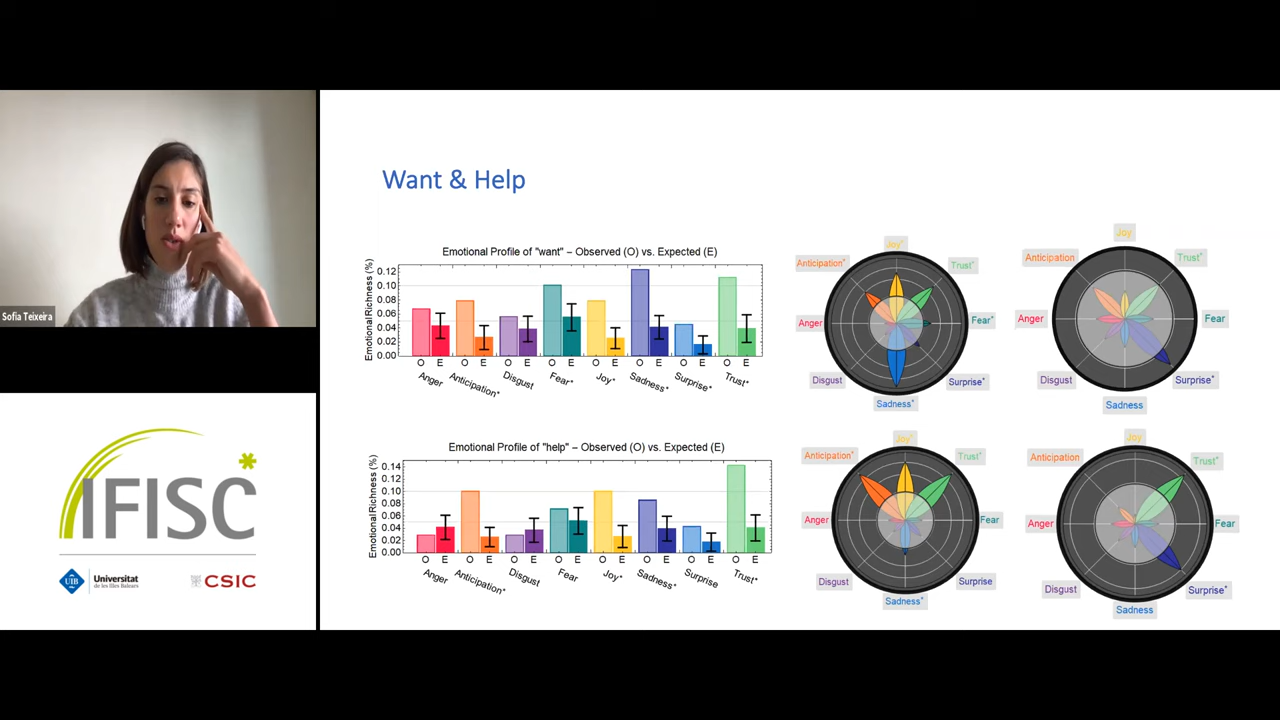 Sofia Teixeira
IFISC
UIB
Universitat
de les Illes Balears
CSIC
Want & Help
Emotional Profile of "want" – Observed (O) vs. Expected (E)
Emotional Richness (%)
0.12
0.10
0.08
0.06
0.04
0.02
0.00
O E O E O E O E O E O E O E O E
Anger Anticipation* Disgust Fear* Joy* Sadness* Surprise* Trust*
Joy*
Anticipation*
Trust*
Anger
Fear*
Disgust
Surprise*
Sadness*
Joy
Anticipation
Trust*
Anger
Fear
Disgust
Surprise*
Sadness
Emotional Profile of "help" – Observed (O) vs. Expected (E)
Emotional Richness (%)
0.14
0.12
0.10
0.08
0.06
0.04
0.02
0.00
O E O E O E O E O E O E O E O E
Anger Anticipation* Disgust Fear Joy* Sadness* Surprise Trust*
Joy*
Anticipation*
Trust*
Anger
Fear
Disgust
Surprise
Sadness*
Joy
Anticipation
Trust*
Anger
Fear
Disgust
Surprise*
Sadness